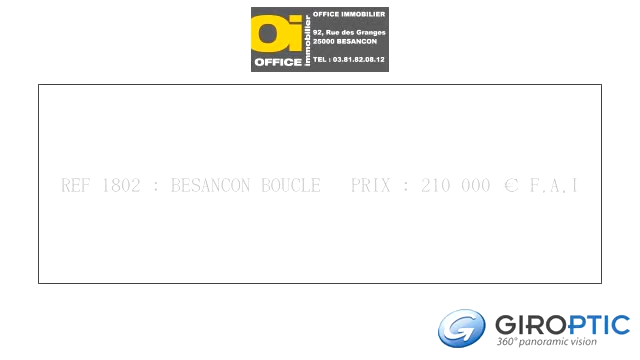 OFFICE IMMOBILIER
92, Rue des Granges
25000 BESANCON
TEL : 03.81.82.08.12
Oi
immobilier
OFFICE
REF 1802 : BESANCON BOUCLE PRIX : 210 000 € F.A.I
GIROPTIC
360° panoramic vision